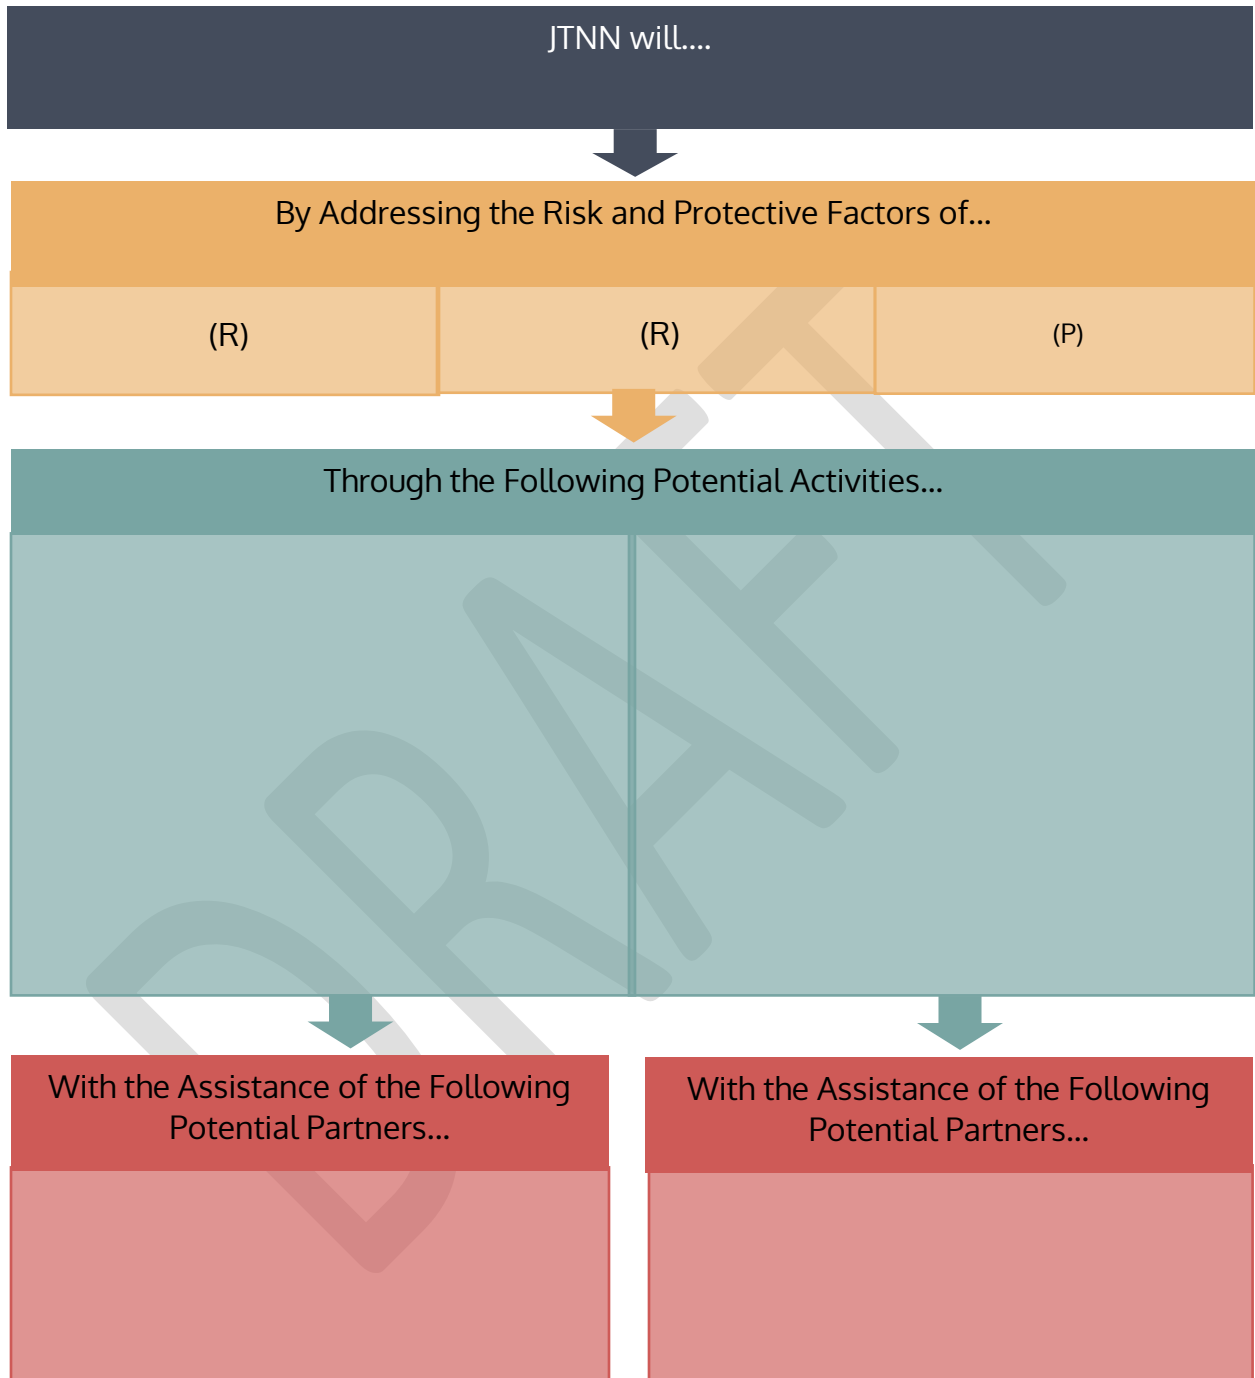 JTNN will....
By Addressing the Risk and Protective Factors of...
(R)
(R)
(P)
Through the Following Potential Activities...
DRAFT
With the Assistance of the Following
Potential Partners...
With the Assistance of the Following
Potential Partners...